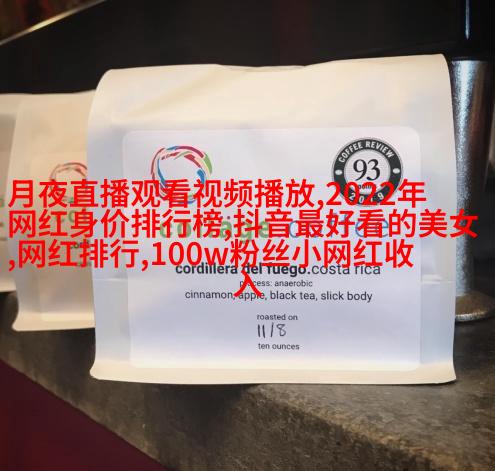 COFFEE REVIEW
93
月夜直播观看视频播放,2022年
网红身价排行榜,抖音最好看的美女
,网红排行,100w粉丝小网红收
入
cordillera del fuego.costa rica
process: anaerobic
cinnamon, apple, black tea, slick body
roasted on
11/8
ten ounces